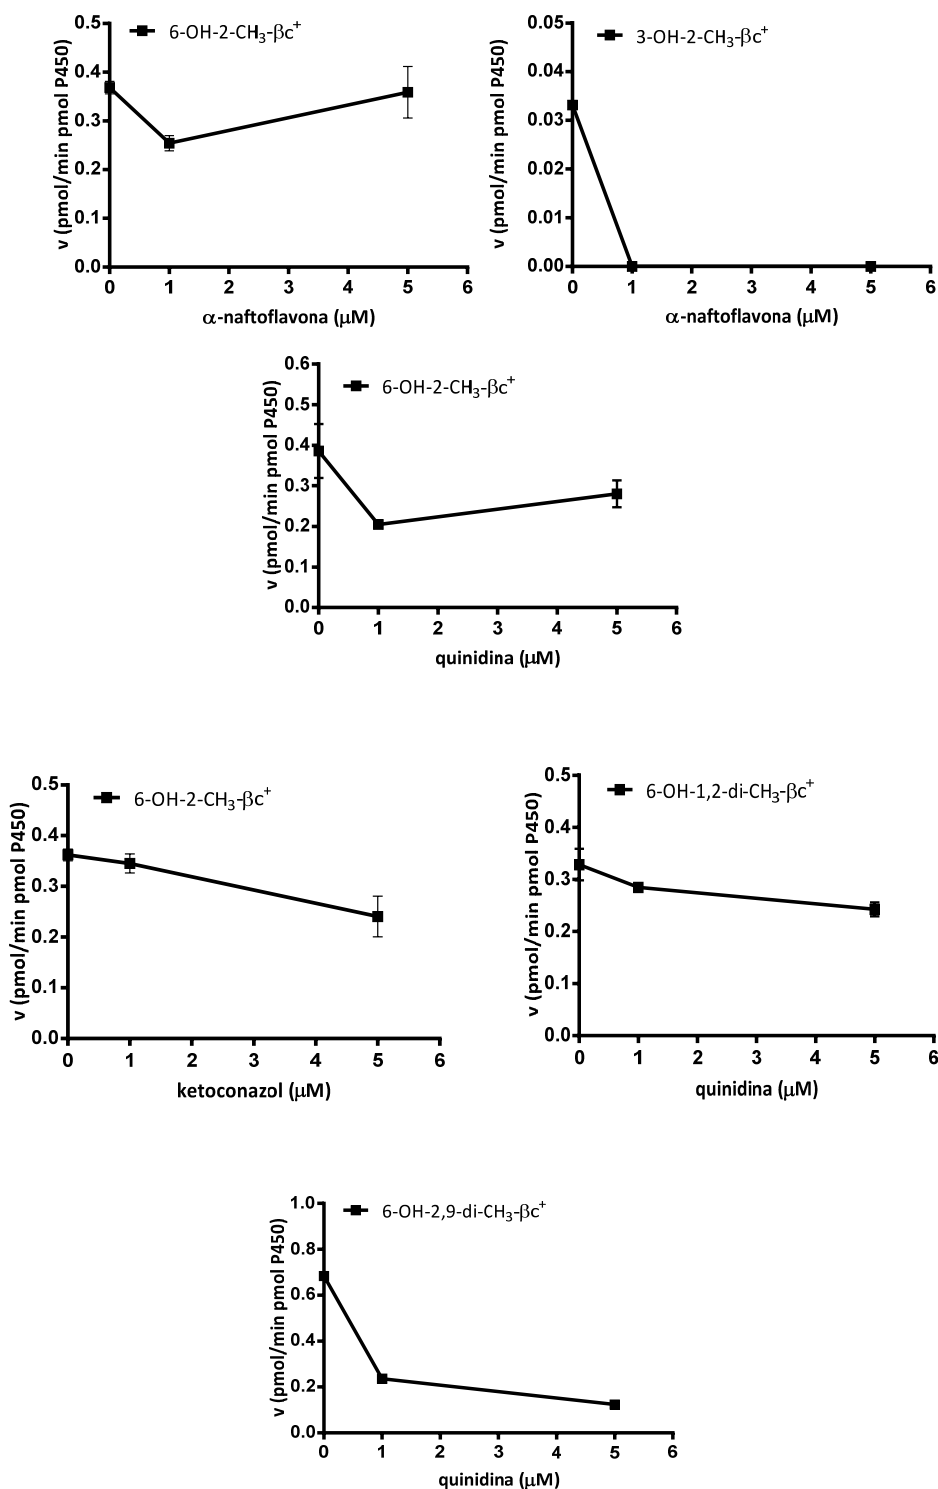 6-OH-2-CH₃-βc⁺
v (pmol/min pmol P450)
0.5
0.4
0.3
0.2
0.1
0.0
0 1 2 3 4 5 6
α-naftoflavona (μM)
3-OH-2-CH₃-βc⁺
v (pmol/min pmol P450)
0.05
0.04
0.03
0.02
0.01
0.00
0 1 2 3 4 5 6
α-naftoflavona (μM)
6-OH-2-CH₃-βc⁺
v (pmol/min pmol P450)
0.6
0.5
0.4
0.3
0.2
0.1
0.0
0 1 2 3 4 5 6
quinidina (μM)
6-OH-2-CH₃-βc⁺
v (pmol/min pmol P450)
0.5
0.4
0.3
0.2
0.1
0.0
0 1 2 3 4 5 6
ketoconazol (μM)
6-OH-1,2-di-CH₃-βc⁺
v (pmol/min pmol P450)
0.5
0.4
0.3
0.2
0.1
0.0
0 1 2 3 4 5 6
quinidina (μM)
6-OH-2,9-di-CH₃-βc⁺
v (pmol/min pmol P450)
1.0
0.8
0.6
0.4
0.2
0.0
0 1 2 3 4 5 6
quinidina (μM)